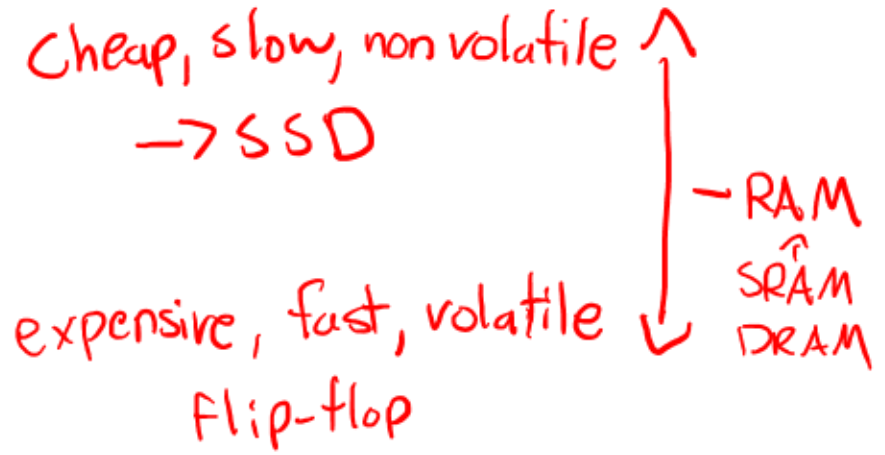 Cheap, slow, non volatile
→ SSD
– RAM
SRAM
DRAM
expensive, fast, volatile
flip-flop